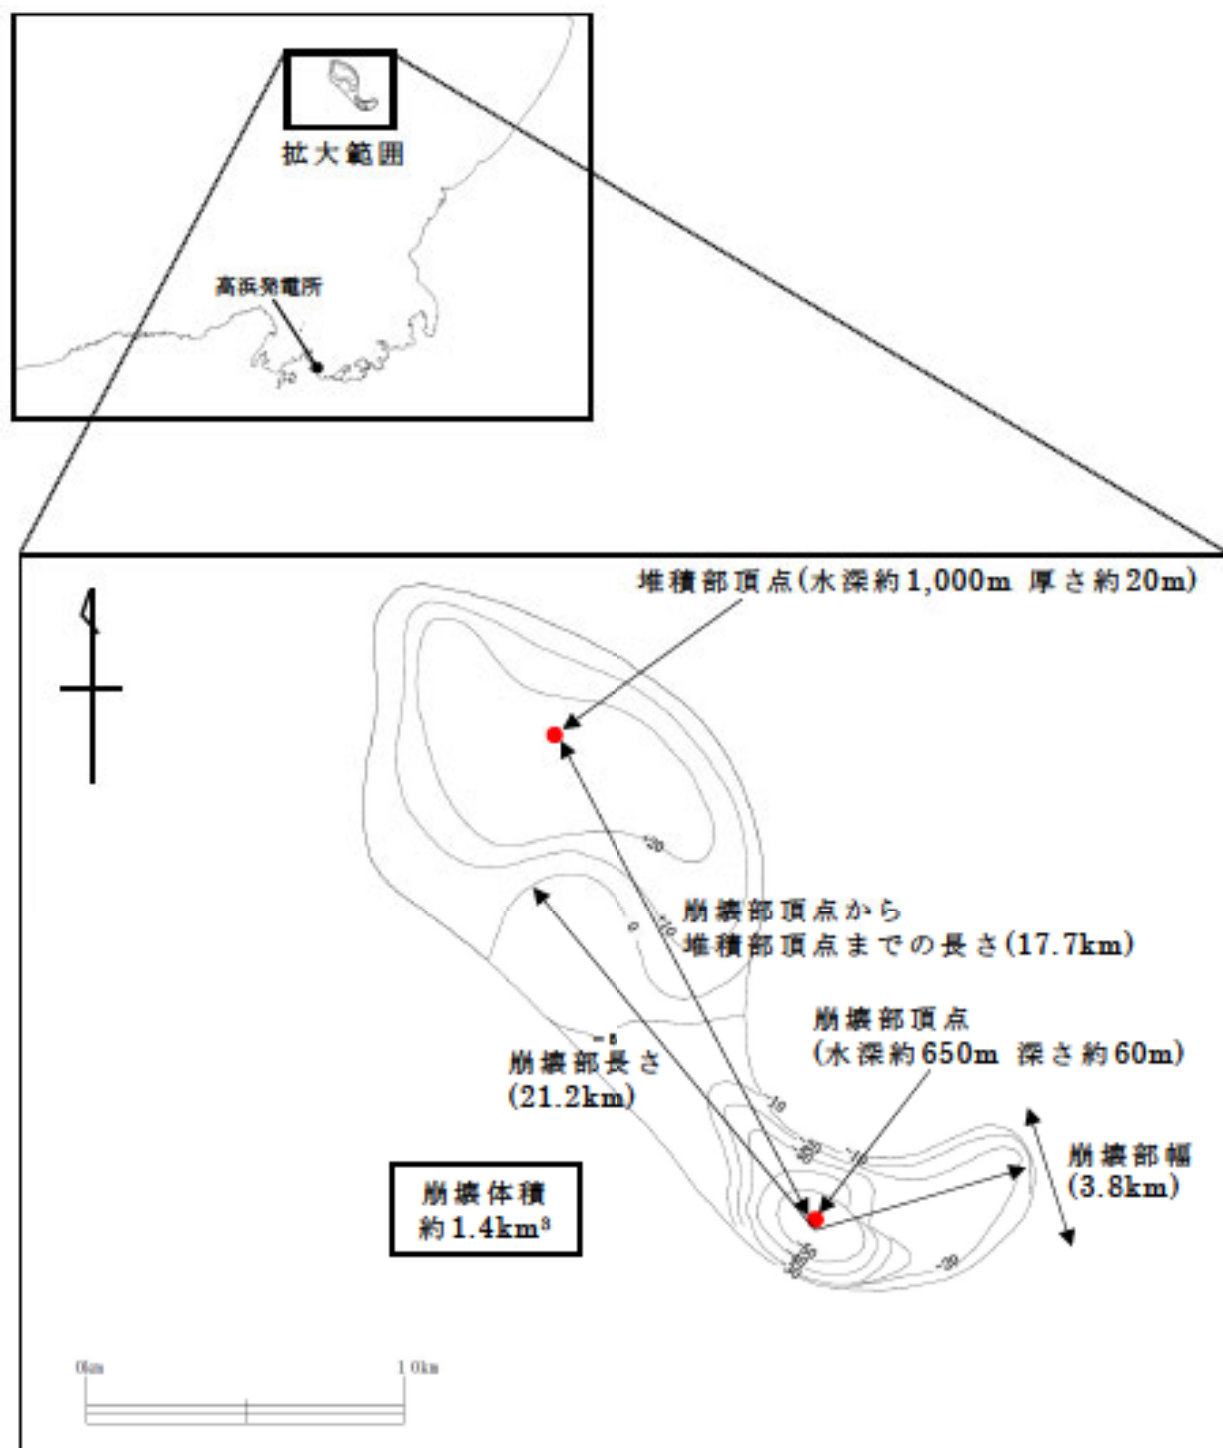 拡大範囲
高浜発電所
堆積部頂点(水深約1,000m 厚さ約20m)
-20
崩壊部頂点から
堆積部頂点までの長さ(17.7km)
-10
0
崩壊部頂点
(水深約650m 深さ約60m)
崩壊部長さ
(21.2km)
-10
崩壊部幅
(3.8km)
崩壊体積
約1.4km³
0km
10km